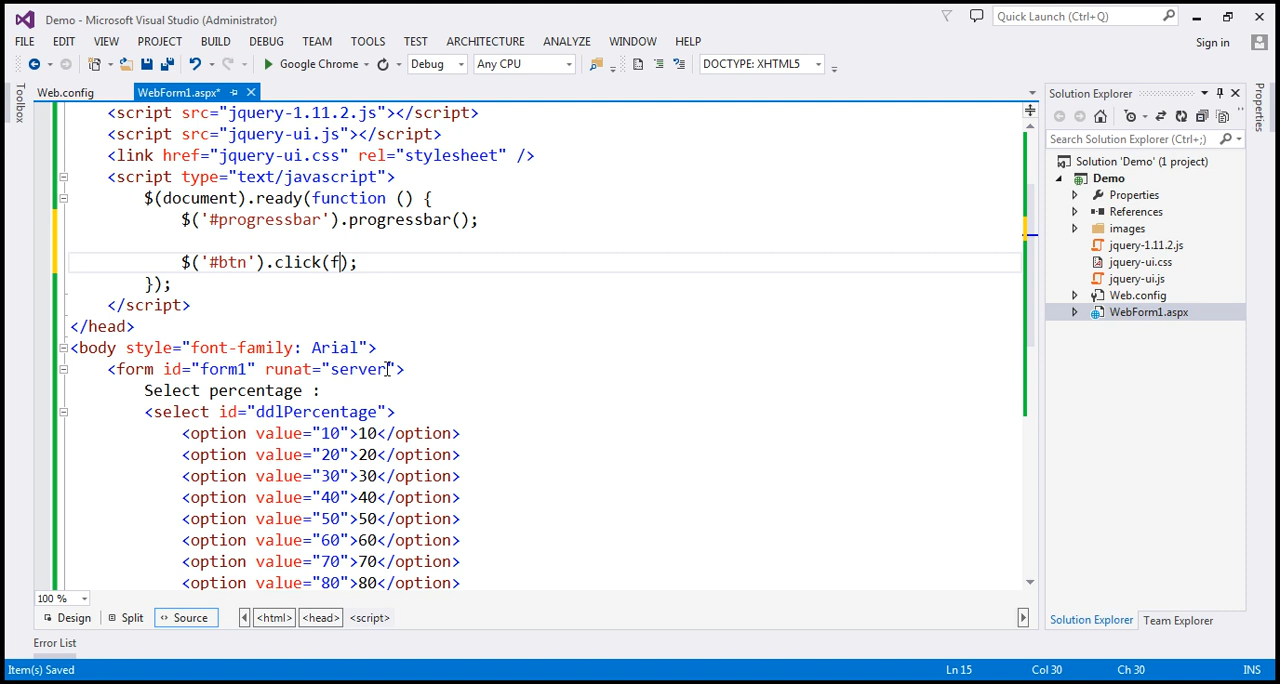 Demo - Microsoft Visual Studio (Administrator)
Quick Launch (Ctrl+Q)
FILE EDIT VIEW PROJECT BUILD DEBUG TEAM TOOLS TEST ARCHITECTURE ANALYZE WINDOW HELP
Sign in
Google Chrome
Debug
Any CPU
DOCTYPE: XHTML5
Toolbox
Web.config
WebForm1.aspx*
<script src="jquery-1.11.2.js"></script>
<script src="jquery-ui.js"></script>
<link href="jquery-ui.css" rel="stylesheet" />
<script type="text/javascript">
$(document).ready(function () {
$('#progressbar').progressbar();
$('#btn').click(f);
});
</script>
</head>
<body style="font-family: Arial">
<form id="form1" runat="server">
Select percentage :
<select id="ddlPercentage">
<option value="10">10</option>
<option value="20">20</option>
<option value="30">30</option>
<option value="40">40</option>
<option value="50">50</option>
<option value="60">60</option>
<option value="70">70</option>
<option value="80">80</option>
100 %
Design
Split
Source
<html>
<head>
<script>
Solution Explorer
Search Solution Explorer (Ctrl+;)
Solution 'Demo' (1 project)
Demo
Properties
References
images
jquery-1.11.2.js
jquery-ui.css
jquery-ui.js
Web.config
WebForm1.aspx
Solution Explorer
Team Explorer
Properties
Error List
Item(s) Saved
Ln 15
Col 30
Ch 30
INS